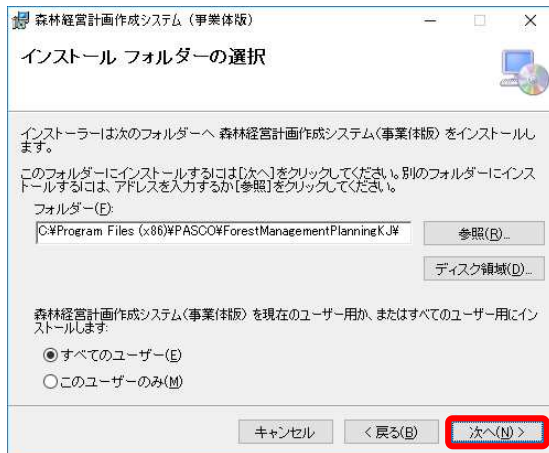 森林経営計画作成システム（事業体版）
インストール フォルダーの選択
インストーラーは次のフォルダーへ 森林経営計画作成システム(事業体版) をインストールし
ます。
このフォルダーにインストールするには[次へ]をクリックしてください。別のフォルダーにインス
トールするには、アドレスを入力するか[参照]をクリックしてください。
フォルダー(F):
C:¥Program Files (x86)¥PASCO¥ForestManagementPlanningKJ¥
参照(R)...
ディスク領域(D)...
森林経営計画作成システム(事業体版) を現在のユーザー用か、またはすべてのユーザー用にイン
ストールします:
すべてのユーザー(E)
このユーザーのみ(M)
キャンセル
< 戻る(B)
次へ(N) >